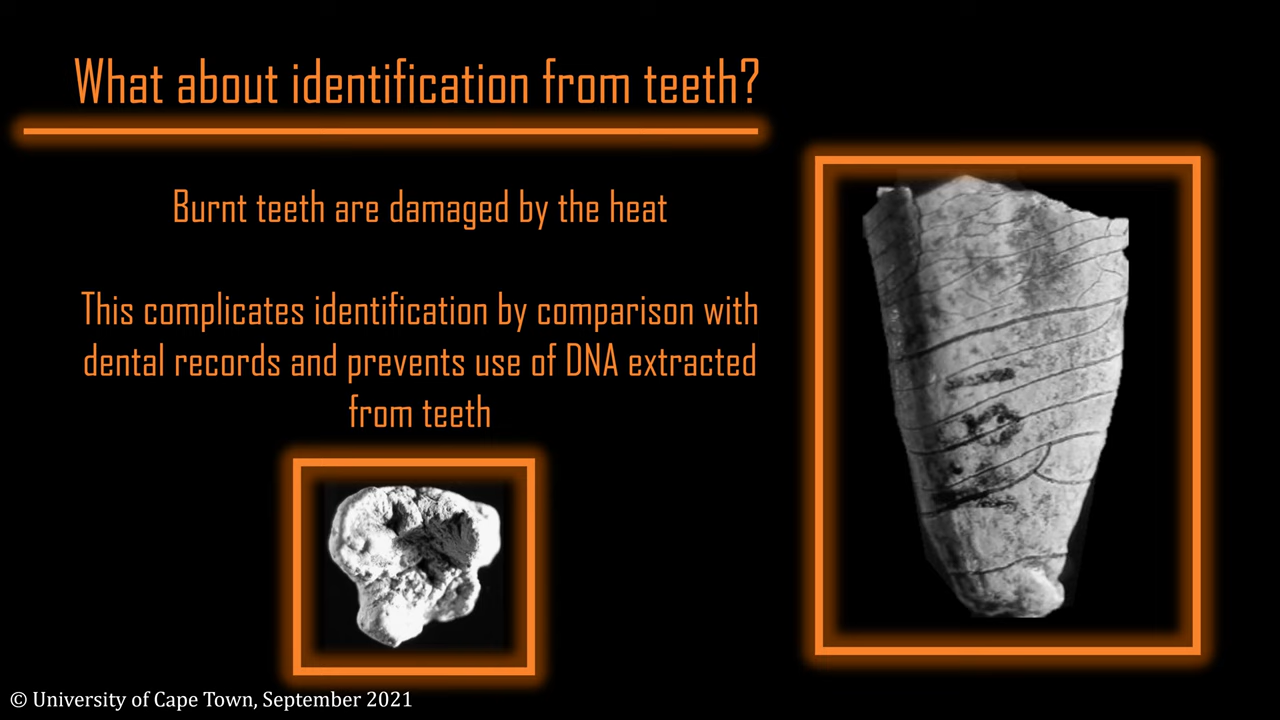 What about identification from teeth?
Burnt teeth are damaged by the heat
This complicates identification by comparison with
dental records and prevents use of DNA extracted
from teeth
© University of Cape Town, September 2021